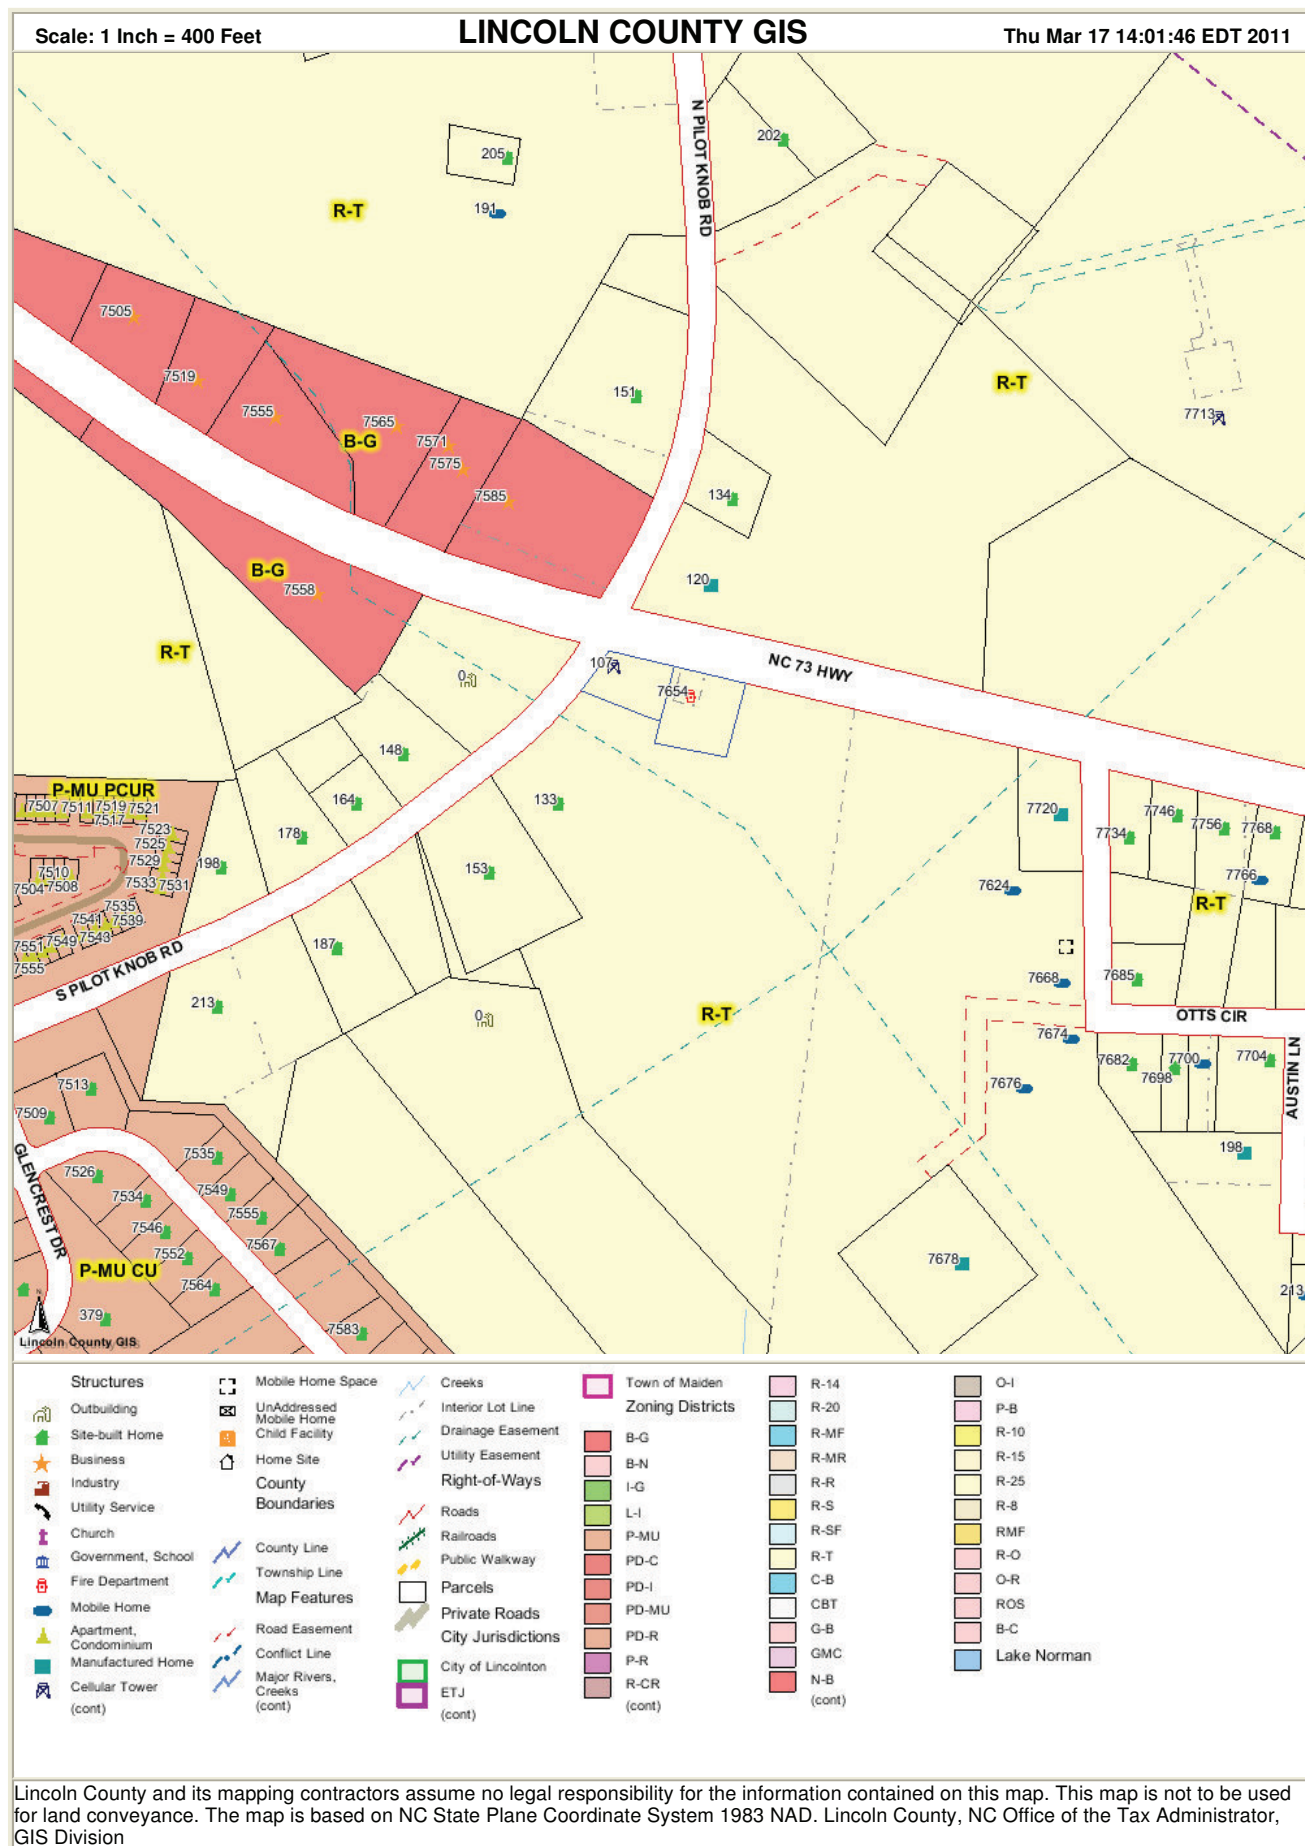 Scale: 1 Inch = 400 Feet
LINCOLN COUNTY GIS
Thu Mar 17 14:01:46 EDT 2011
N PILOT KNOB RD
202
205
191
R-T
7505
7519
7555
7565
B-G
7571
7575
7585
151
R-T
7713
134
120
B-G
7558
R-T
0
107
7654
NC 73 HWY
148
164
178
198
133
153
187
213
0
S PILOT KNOB RD
P-MU PCUR
7507
7511
7519
7521
7517
7523
7525
7529
7533
7531
7510
7504
7508
7535
7541
7539
7543
7549
7551
7555
7720
7734
7746
7756
7768
7766
7624
R-T
7668
7685
R-T
OTTS CIR
7674
7676
7682
7698
7700
7704
AUSTIN LN
198
7678
213
7513
7509
GLENCREST DR
7526
7534
7546
7552
7564
7535
7549
7555
7567
7583
P-MU CU
379
N
Lincoln County GIS
Structures
Outbuilding
Site-built Home
Business
Industry
Utility Service
Church
Government, School
Fire Department
Mobile Home
Apartment,
Condominium
Manufactured Home
Cellular Tower
(cont)
Mobile Home Space
UnAddressed
Mobile Home
Child Facility
Home Site
County
Boundaries
County Line
Township Line
Map Features
Road Easement
Conflict Line
Major Rivers,
Creeks
(cont)
Creeks
Interior Lot Line
Drainage Easement
Utility Easement
Right-of-Ways
Roads
Railroads
Public Walkway
Parcels
Private Roads
City Jurisdictions
City of Lincolnton
ETJ
(cont)
Town of Maiden
Zoning Districts
B-G
B-N
I-G
L-I
P-MU
PD-C
PD-I
PD-MU
PD-R
P-R
R-CR
(cont)
R-14
R-20
R-MF
R-MR
R-R
R-S
R-SF
R-T
C-B
CBT
G-B
GMC
N-B
(cont)
O-I
P-B
R-10
R-15
R-25
R-8
RMF
R-O
O-R
ROS
B-C
Lake Norman
Lincoln County and its mapping contractors assume no legal responsibility for the information contained on this map. This map is not to be used
for land conveyance. The map is based on NC State Plane Coordinate System 1983 NAD. Lincoln County, NC Office of the Tax Administrator,
GIS Division